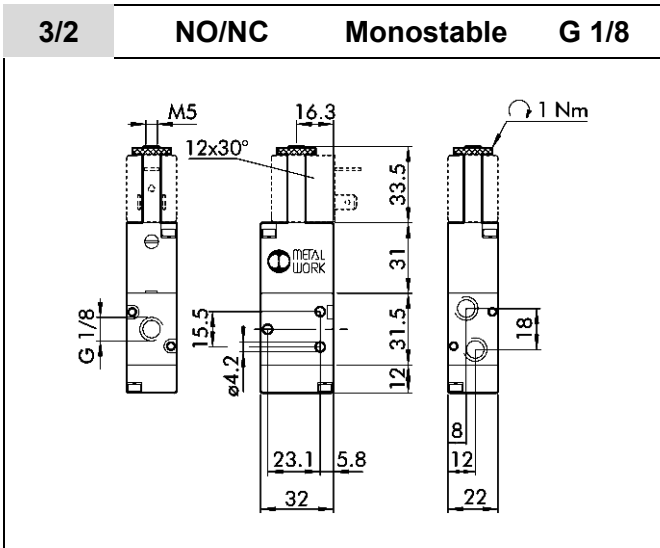 3/2 NO/NC Monostable G 1/8
M5
16.3
1 Nm
12x30°
33.5
METAL
WORK
31
G 1/8
15.5
ø4.2
31.5
12
18
8
23.1
5.8
12
32
22